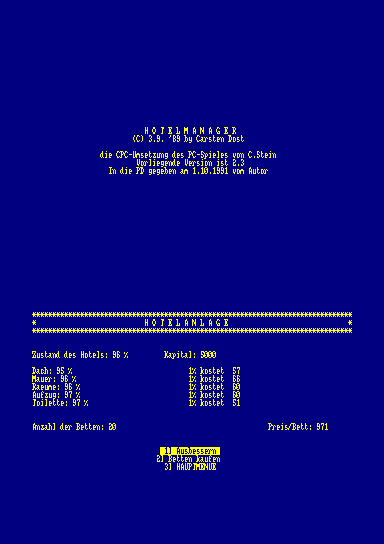 H O T E L M A N A G E R
(C) 3.9. '89 by Carsten Dost
die CPC-Umsetzung des PC-Spieles von C.Stein
Vorliegende Version ist 2.3
In die PD gegeben am 1.10.1991 vom Autor
********************************************************************************
* H O T E L A N L A G E *
********************************************************************************
Zustand des Hotels: 96 % Kapital: 5000
Dach: 95 % 1% kostet 57
Mauer: 96 % 1% kostet 66
Raeume: 96 % 1% kostet 60
Aufzug: 97 % 1% kostet 60
Toilette: 97 % 1% kostet 51
Anzahl der Betten: 20 Preis/Bett: 971
1) Ausbessern
2) Betten kaufen
3) HAUPTMENUE